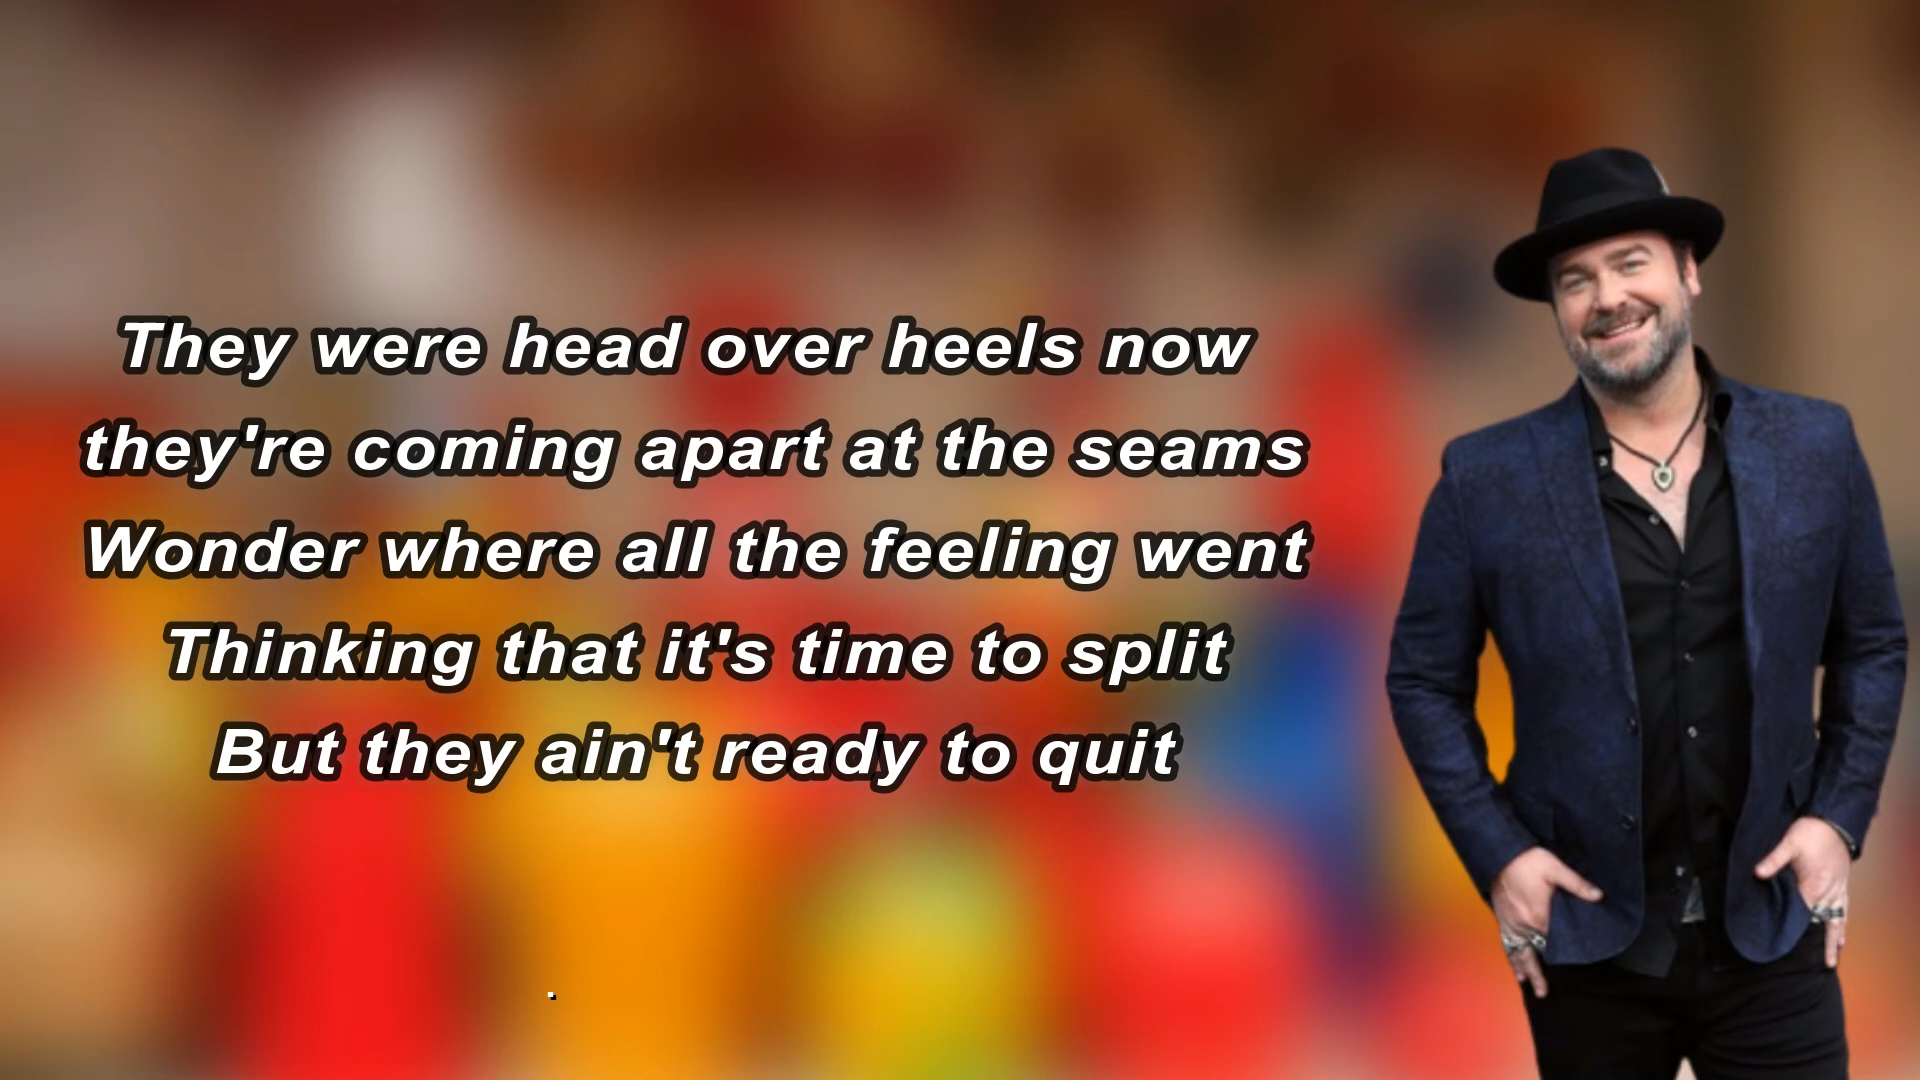 They were head over heels now
they're coming apart at the seams
Wonder where all the feeling went
Thinking that it's time to split
But they ain't ready to quit